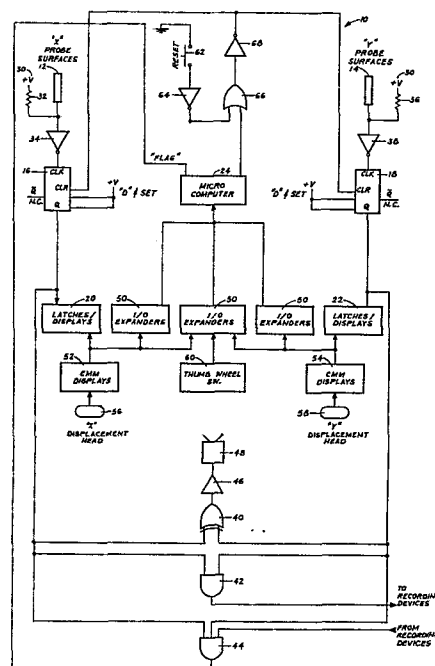 10
"X"
PROBE
SURFACES
12
30
+V
32
34
16
CLK
CLR
Q
Q
N.C.
+V
"D" & SET
RESET
62
64
66
68
"FLAG"
MICRO
COMPUTER
24
"Y"
PROBE
SURFACES
14
30
+V
36
38
18
CLK
CLR
Q
Q
N.C.
+V
"D" & SET
20
LATCHES/
DISPLAYS
50
I/O
EXPANDERS
50
I/O
EXPANDERS
50
I/O
EXPANDERS
22
LATCHES/
DISPLAYS
52
CMM
DISPLAYS
60
THUMB WHEEL
SW.
54
CMM
DISPLAYS
56
"X"
DISPLACEMENT
HEAD
58
"Y"
DISPLACEMENT
HEAD
48
46
40
42
TO
RECORDING
DEVICES
FROM
RECORDING
DEVICES
44